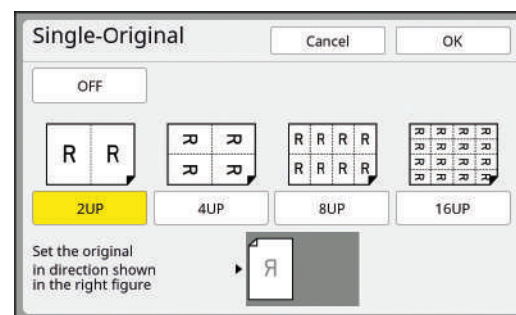 Single-Original
Cancel
OK
OFF
R R
R R
R R
R R R R
R R R R
R R R R
R R R R
R R R R
R R R R
2UP
4UP
8UP
16UP
Set the original
in direction shown
in the right figure
R